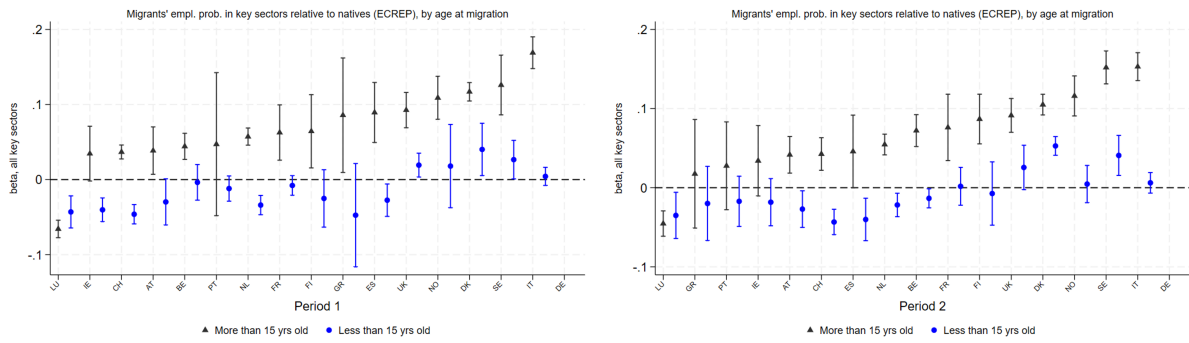 Migrants' empl. prob. in key sectors relative to natives (ECREP), by age at migration
beta, all key sectors
.2
.1
0
-.1
LU IE CH AT BE PT NL FR FI GR ES UK NO DK SE IT DE
Period 1
More than 15 yrs old Less than 15 yrs old
Migrants' empl. prob. in key sectors relative to natives (ECREP), by age at migration
beta, all key sectors
.2
.1
0
-.1
LU GR PT IE AT CH ES NL BE FR FI UK DK NO SE IT DE
Period 2
More than 15 yrs old Less than 15 yrs old